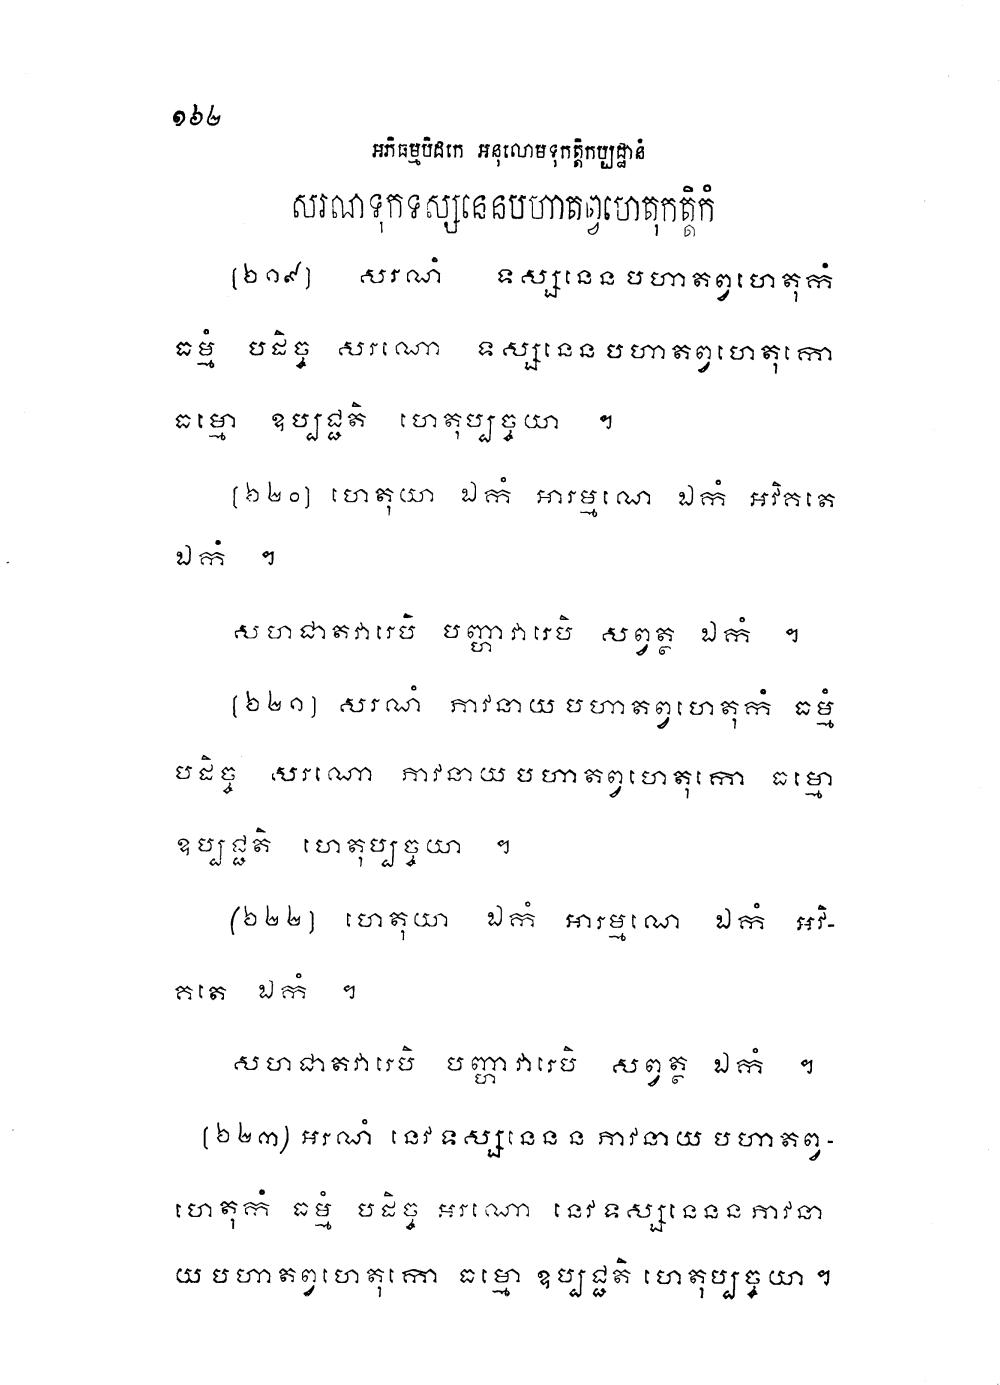 ១៦២
អភិធម្មបិដកេ អនុលោមទុកត្តិកប្បដ្ឋានំ
សរណទុកទស្សនេនបហាតព្វហេតុកត្តិកំ
(៦១៩) សរណំ ទស្សនេនបហាតព្វហេតុកំ
ធម្មំ បដិច្ច សរណោ ទស្សនេនបហាតព្វហេតុកោ
ធម្មោ ឧប្បជ្ជតិ ហេតុប្បច្ចយា ។
(៦២០) ហេតុយា ឯកំ អារម្មណេ ឯកំ អវិគតេ
ឯកំ ។
សហជាតវារេបិ បញ្ហាវារេបិ សព្វត្ថ ឯកំ ។
(៦២១) សរណំ ភាវនាយបហាតព្វហេតុកំ ធម្មំ
បដិច្ច សរណោ ភាវនាយបហាតព្វហេតុកោ ធម្មោ
ឧប្បជ្ជតិ ហេតុប្បច្ចយា ។
(៦២២) ហេតុយា ឯកំ អារម្មណេ ឯកំ អវិ-
គតេ ឯកំ ។
សហជាតវារេបិ បញ្ហាវារេបិ សព្វត្ថ ឯកំ ។
(៦២៣) អរណំ នេវទស្សនេនន ភាវនាយបហាតព្វ-
ហេតុកំ ធម្មំ បដិច្ច អរណោ នេវទស្សនេននភាវនា
យបហាតព្វហេតុកោ ធម្មោ ឧប្បជ្ជតិ ហេតុប្បច្ចយា ។